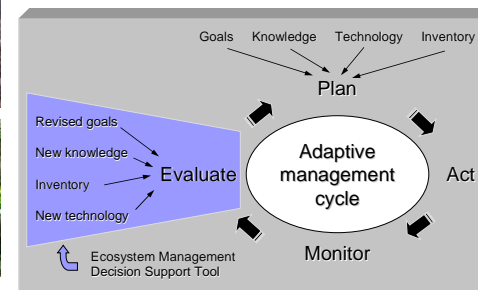 Goals Knowledge Technology Inventory
Plan
Revised goals
New knowledge
Inventory
New technology
Evaluate
Adaptive
management
cycle
Act
Monitor
Ecosystem Management
Decision Support Tool